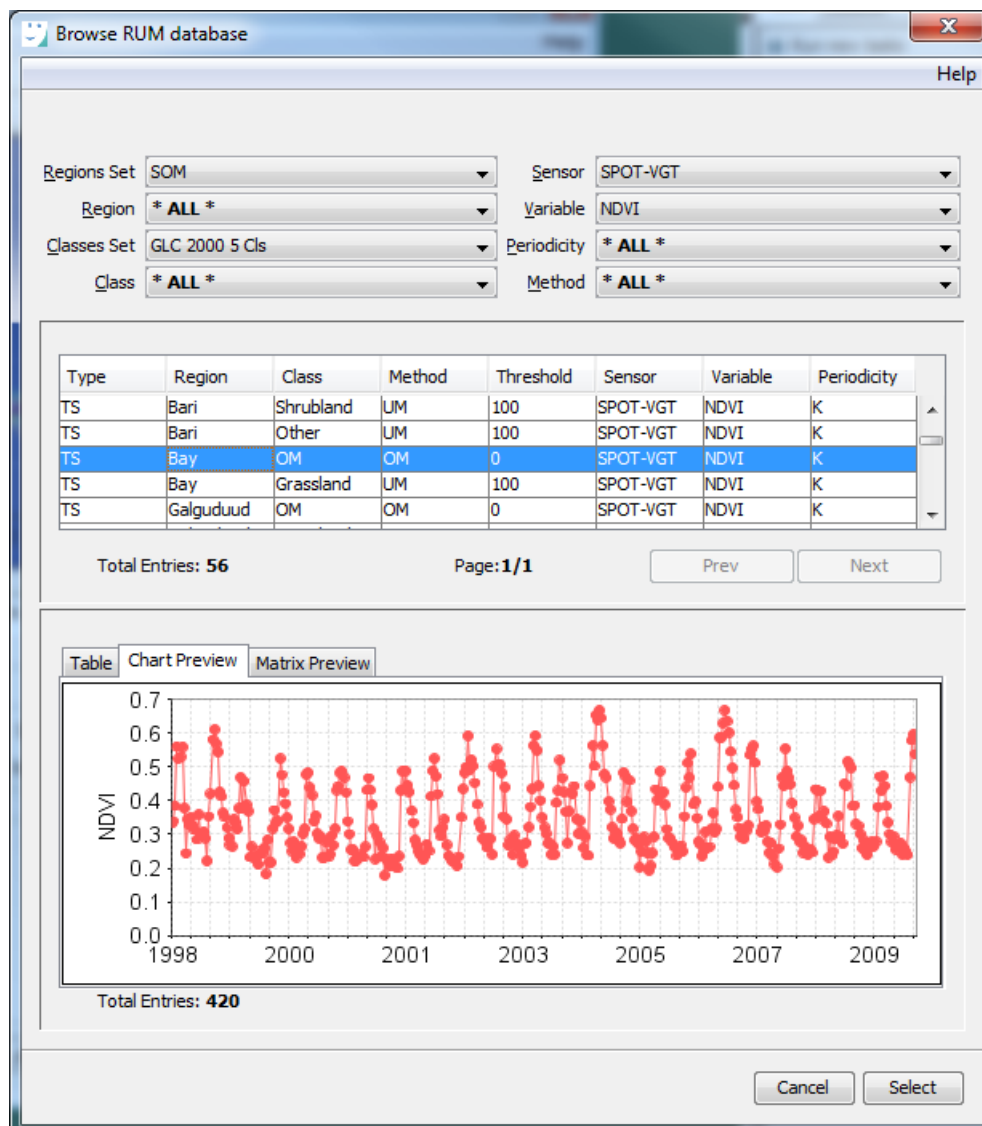 Browse RUM database
Help
Regions Set SOM Sensor SPOT-VGT
Region * ALL * Variable NDVI
Classes Set GLC 2000 5 Cls Periodicity * ALL *
Class * ALL * Method * ALL *
Type Region Class Method Threshold Sensor Variable Periodicity
TS Bari Shrubland UM 100 SPOT-VGT NDVI K
TS Bari Other UM 100 SPOT-VGT NDVI K
TS Bay OM OM 0 SPOT-VGT NDVI K
TS Bay Grassland UM 100 SPOT-VGT NDVI K
TS Galguduud OM OM 0 SPOT-VGT NDVI K
Total Entries: 56 Page:1/1 Prev Next
Table Chart Preview Matrix Preview
0.7
0.6
0.5
0.4
0.3
0.2
0.1
0.0
NDVI
1998 2000 2001 2003 2005 2007 2009
Total Entries: 420
Cancel Select